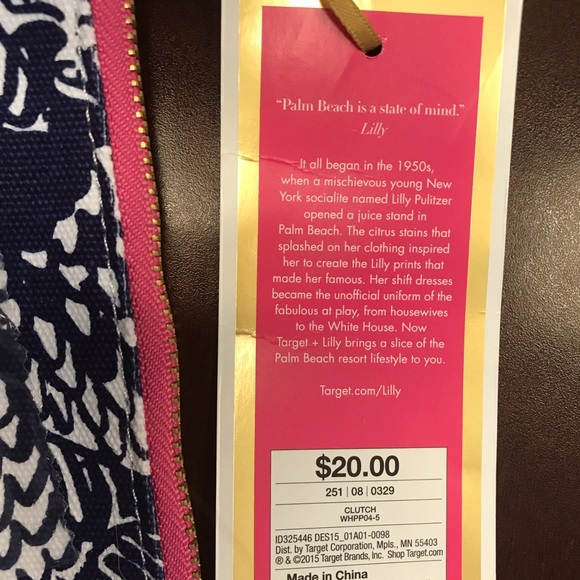 “Palm Beach is a state of mind.”
– Lilly
It all began in the 1950s,
when a mischievous young New
York socialite named Lilly Pulitzer
opened a juice stand in
Palm Beach. The citrus stains that
splashed on her clothing inspired
her to create the Lilly prints that
made her famous. Her shift dresses
became the unofficial uniform of the
fabulous at play, from housewives
to the White House. Now
Target + Lilly brings a slice of the
Palm Beach resort lifestyle to you.
Target.com/Lilly
$20.00
251 | 08 | 0329
CLUTCH
WHPP04-5
ID325446 DES15_01A01-0098
Dist. by Target Corporation, Mpls., MN 55403
® & ©2015 Target Brands, Inc. Shop Target.com
Made in China